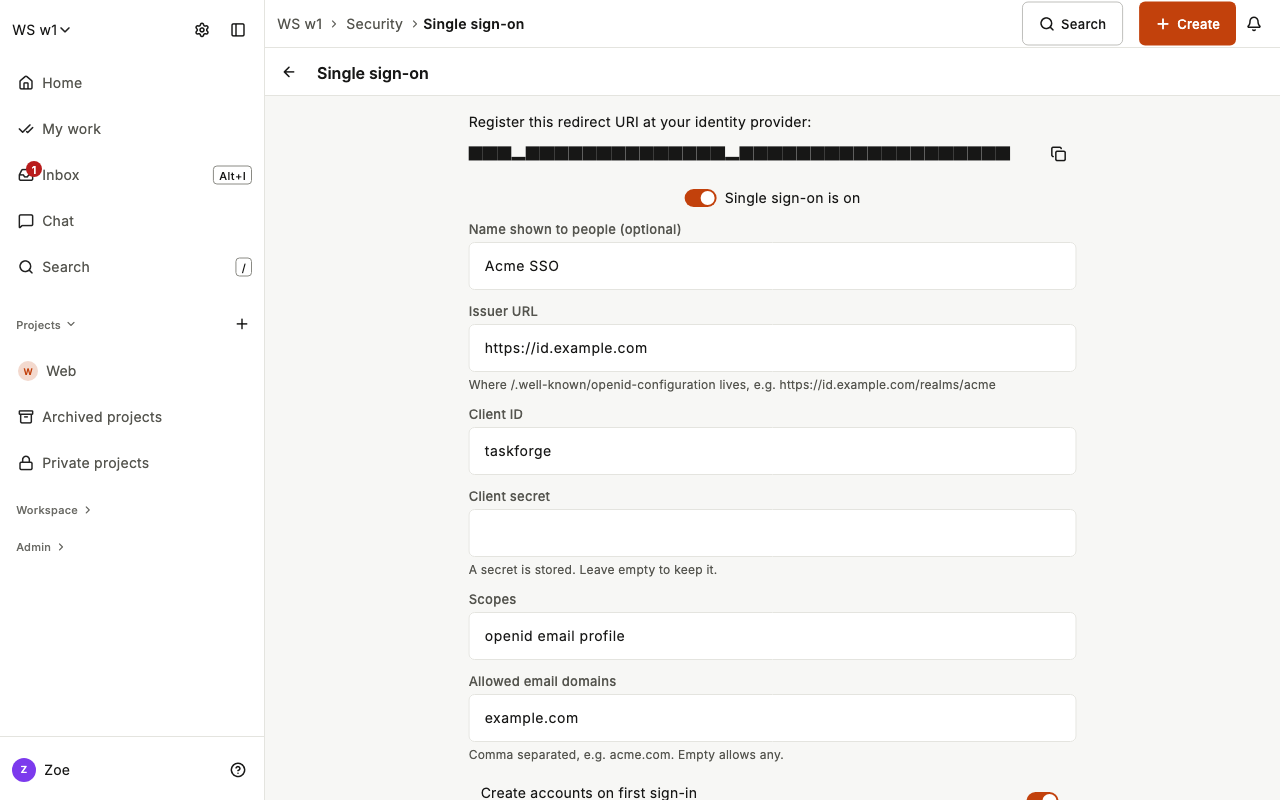 WS w1
Home
My work
1
Inbox
Alt+I
Chat
Search
/
Projects
W
Web
Archived projects
Private projects
Workspace
Admin
Z
Zoe
WS w1 > Security > Single sign-on
Search
Create
Single sign-on
Register this redirect URI at your identity provider:
Single sign-on is on
Name shown to people (optional)
Acme SSO
Issuer URL
https://id.example.com
Where /.well-known/openid-configuration lives, e.g. https://id.example.com/realms/acme
Client ID
taskforge
Client secret
A secret is stored. Leave empty to keep it.
Scopes
openid email profile
Allowed email domains
example.com
Comma separated, e.g. acme.com. Empty allows any.
Create accounts on first sign-in